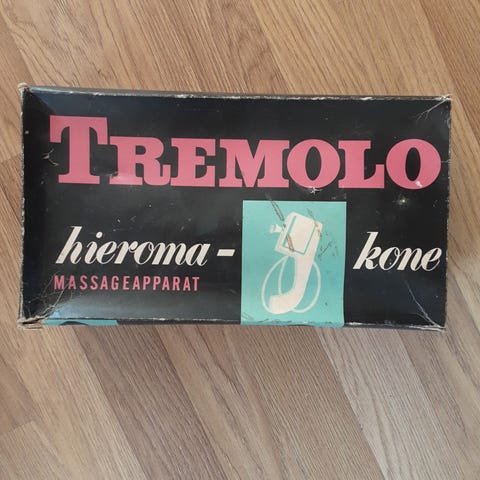 TREMOLO
hieroma- kone
MASSAGEAPPARAT